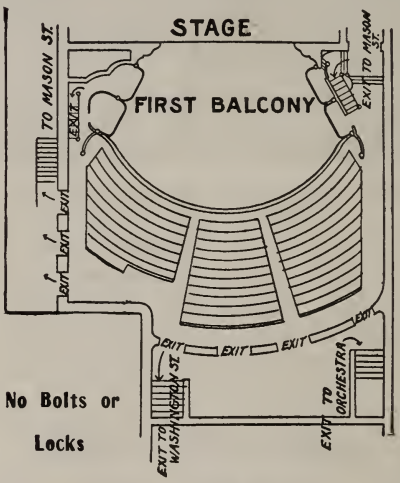 STAGE
TO MASON ST.
EXIT TO MASON ST.
EXIT
FIRST BALCONY
EXIT
EXIT
EXIT
EXIT
EXIT
EXIT
EXIT
EXIT TO WASHINGTON ST.
EXIT TO ORCHESTRA
No Bolts or
Locks